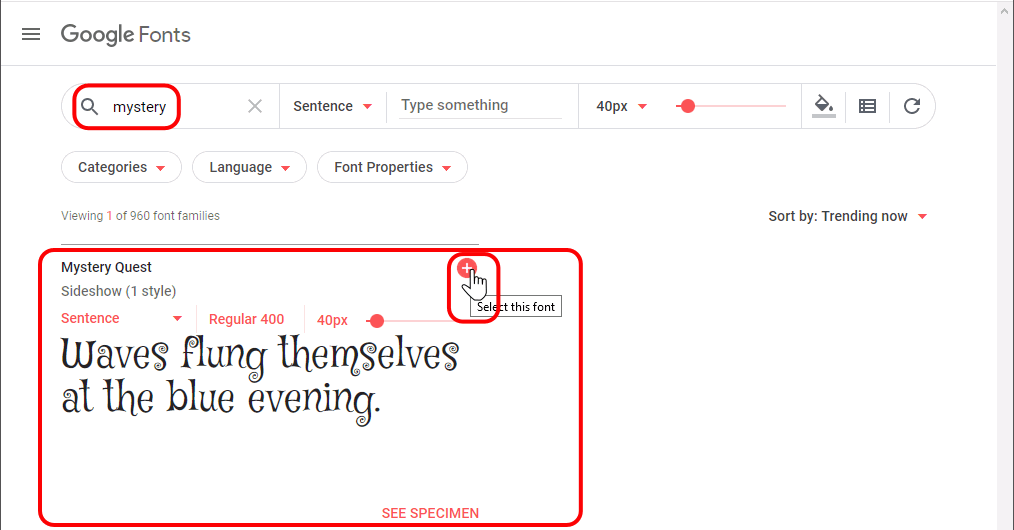 Google Fonts
mystery Sentence Type something 40px
Categories Language Font Properties
Viewing 1 of 960 font families Sort by: Trending now
Mystery Quest
Sideshow (1 style)
Select this font
Sentence Regular 400 40px
Waves flung themselves
at the blue evening.
SEE SPECIMEN